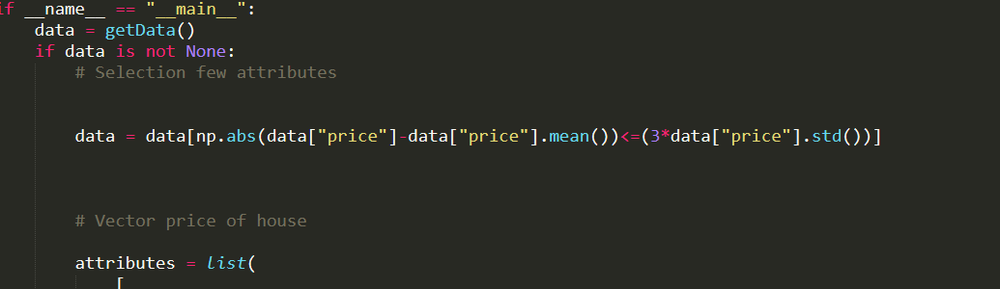 if __name__ == "__main__":
    data = getData()
    if data is not None:
        # Selection few attributes
        data = data[np.abs(data["price"]-data["price"].mean())<=(3*data["price"].std())]
        # Vector price of house
        attributes = list(
            [